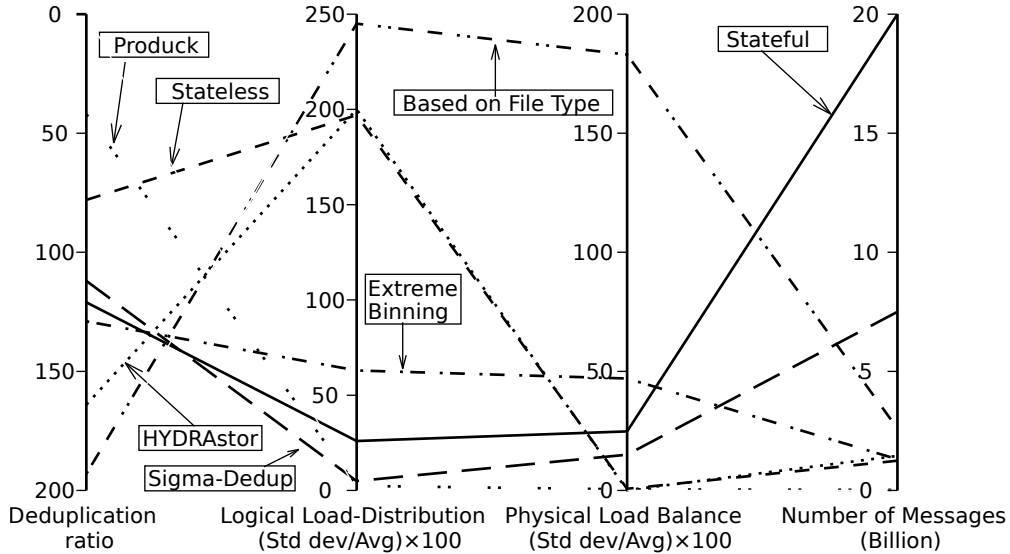 0
50
100
150
200
250
200
150
100
50
0
200
150
100
50
0
20
15
10
5
0
Produck
Stateless
Based on File Type
Stateful
Extreme
Binning
HYDRAstor
Sigma-Dedup
Deduplication
ratio
Logical Load-Distribution
(Std dev/Avg)×100
Physical Load Balance
(Std dev/Avg)×100
Number of Messages
(Billion)